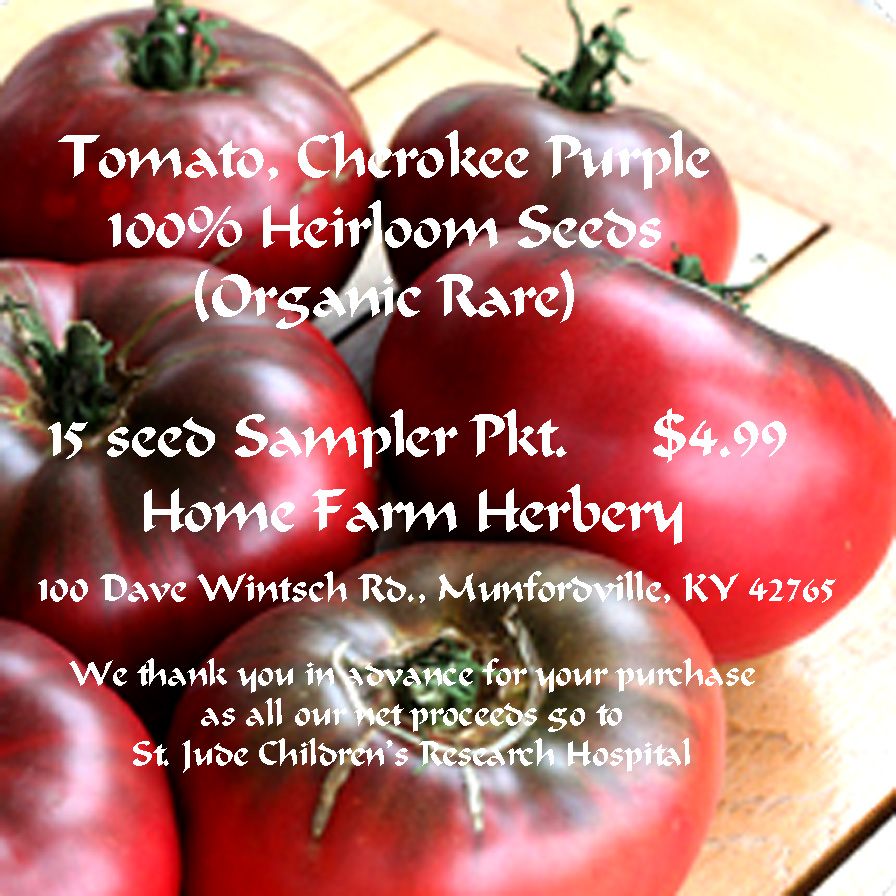 Tomato, Cherokee Purple
100% Heirloom Seeds
(Organic Rare)
15 seed Sampler Pkt. $4.99
Home Farm Herbery
100 Dave Wintsch Rd., Munfordville, KY 42765
We thank you in advance for your purchase
as all our net proceeds go to
St. Jude Children's Research Hospital